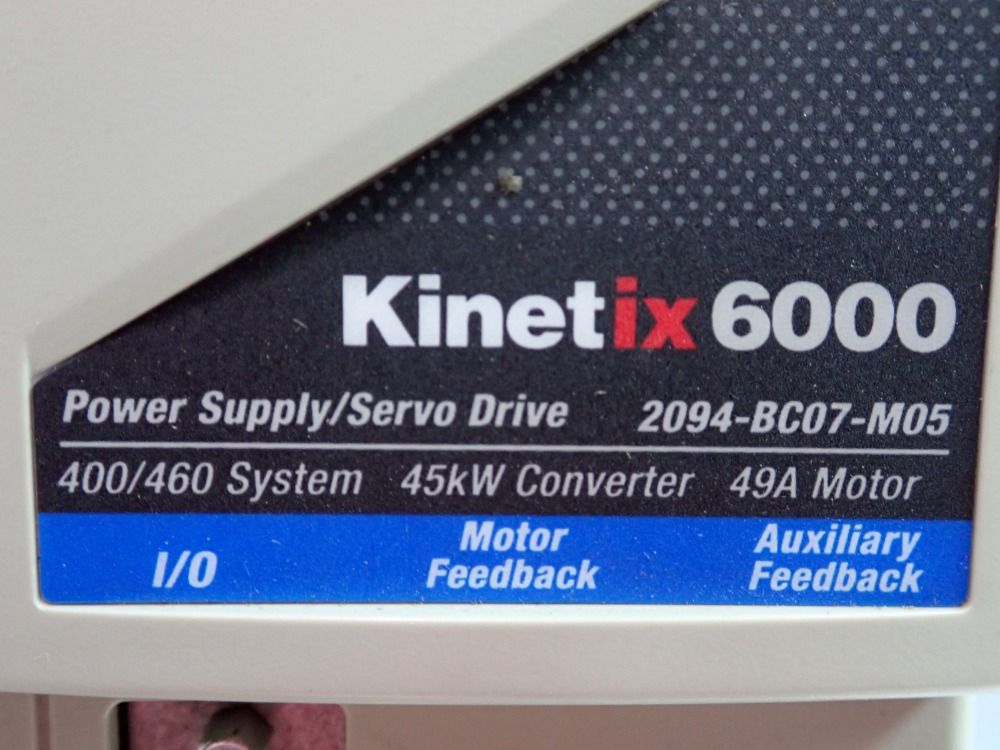 Kinetix 6000
Power Supply/Servo Drive 2094-BC07-M05
400/460 System 45kW Converter 49A Motor
I/O
Motor
Feedback
Auxiliary
Feedback